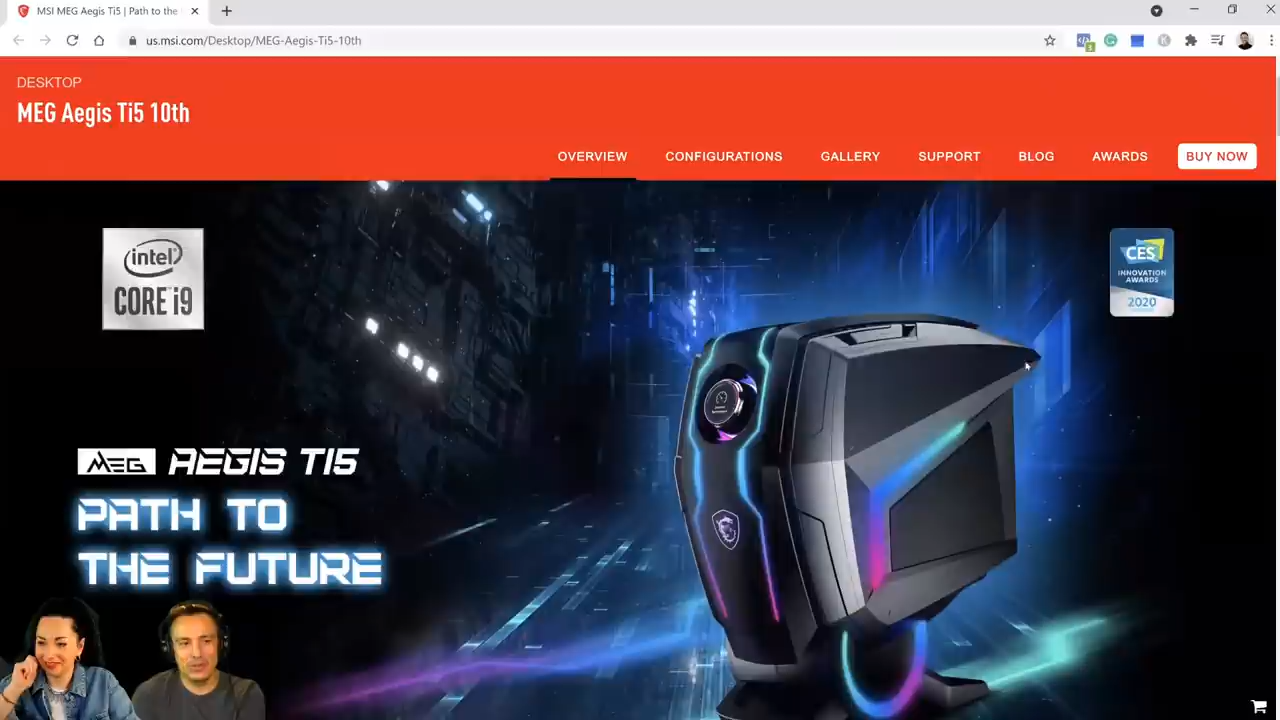 MSI MEG Aegis Ti5 | Path to the
us.msi.com/Desktop/MEG-Aegis-Ti5-10th
DESKTOP
MEG Aegis Ti5 10th
OVERVIEW
CONFIGURATIONS
GALLERY
SUPPORT
BLOG
AWARDS
BUY NOW
intel®
CORE i9
CES
INNOVATION
AWARDS
2020
MEG AEGIS TI5
PATH TO
THE FUTURE